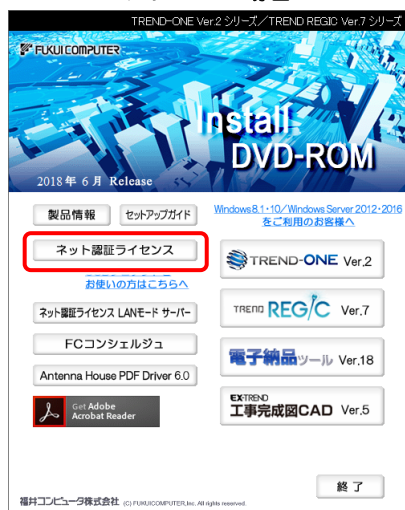 TREND-ONE Ver.2 シリーズ／TREND REGIC Ver.7 シリーズ
FUKUI COMPUTER
Install
DVD-ROM
2018年 6月 Release
製品情報
セットアップガイド
Windows8.1・10／Windows Server 2012・2016
をご利用のお客様へ
ネット認証ライセンス
お使いの方はこちらへ
TREND-ONE Ver.2
ネット認証ライセンス LANモード サーバー
TREND REGIC Ver.7
FCコンシェルジュ
電子納品ツール Ver.18
Antenna House PDF Driver 6.0
Get Adobe
Acrobat Reader
EX-TREND
工事完成図CAD Ver.5
終了
福井コンピュータ株式会社 (C) FUKUICOMPUTER, Inc. All rights reserved.